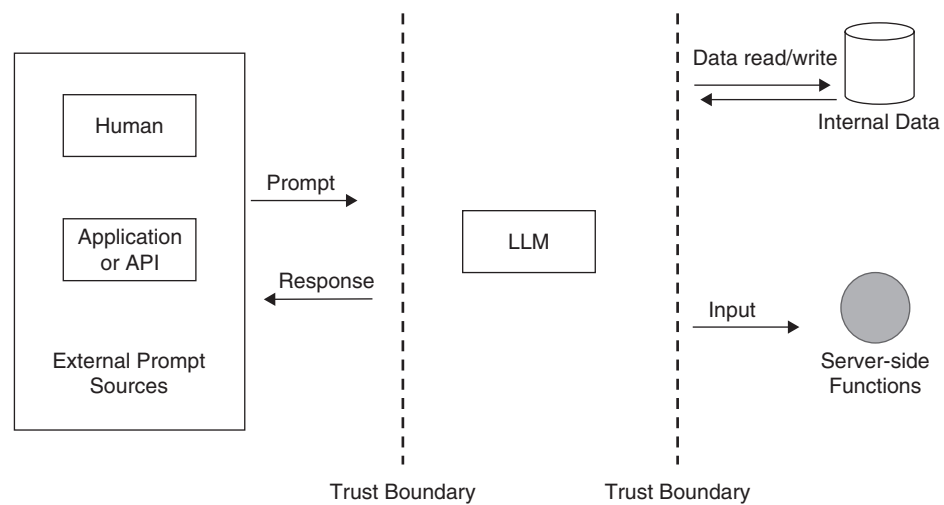 Human
Application
or API
External Prompt
Sources
Prompt
Response
Trust Boundary
LLM
Trust Boundary
Data read/write
Internal Data
Input
Server-side
Functions